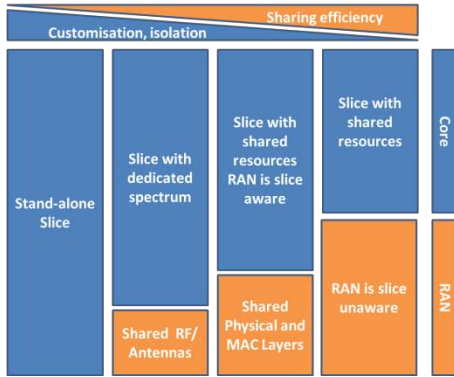 Sharing efficiency
Customisation, isolation
Stand-alone
Slice
Slice with
dedicated
spectrum
Shared RF/
Antennas
Slice with
shared
resources
RAN is slice
aware
Shared
Physical and
MAC Layers
Slice with
shared
resources
RAN is slice
unaware
Core
RAN